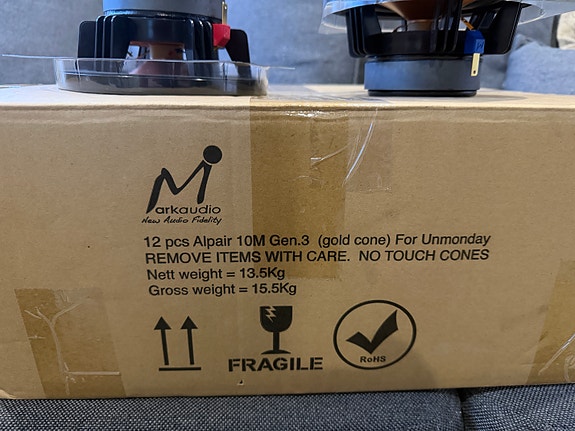 Markaudio
New Audio Fidelity
12 pcs Alpair 10M Gen.3 (gold cone) For Unmonday
REMOVE ITEMS WITH CARE. NO TOUCH CONES
Nett weight = 13.5Kg
Gross weight = 15.5Kg
FRAGILE
RoHS